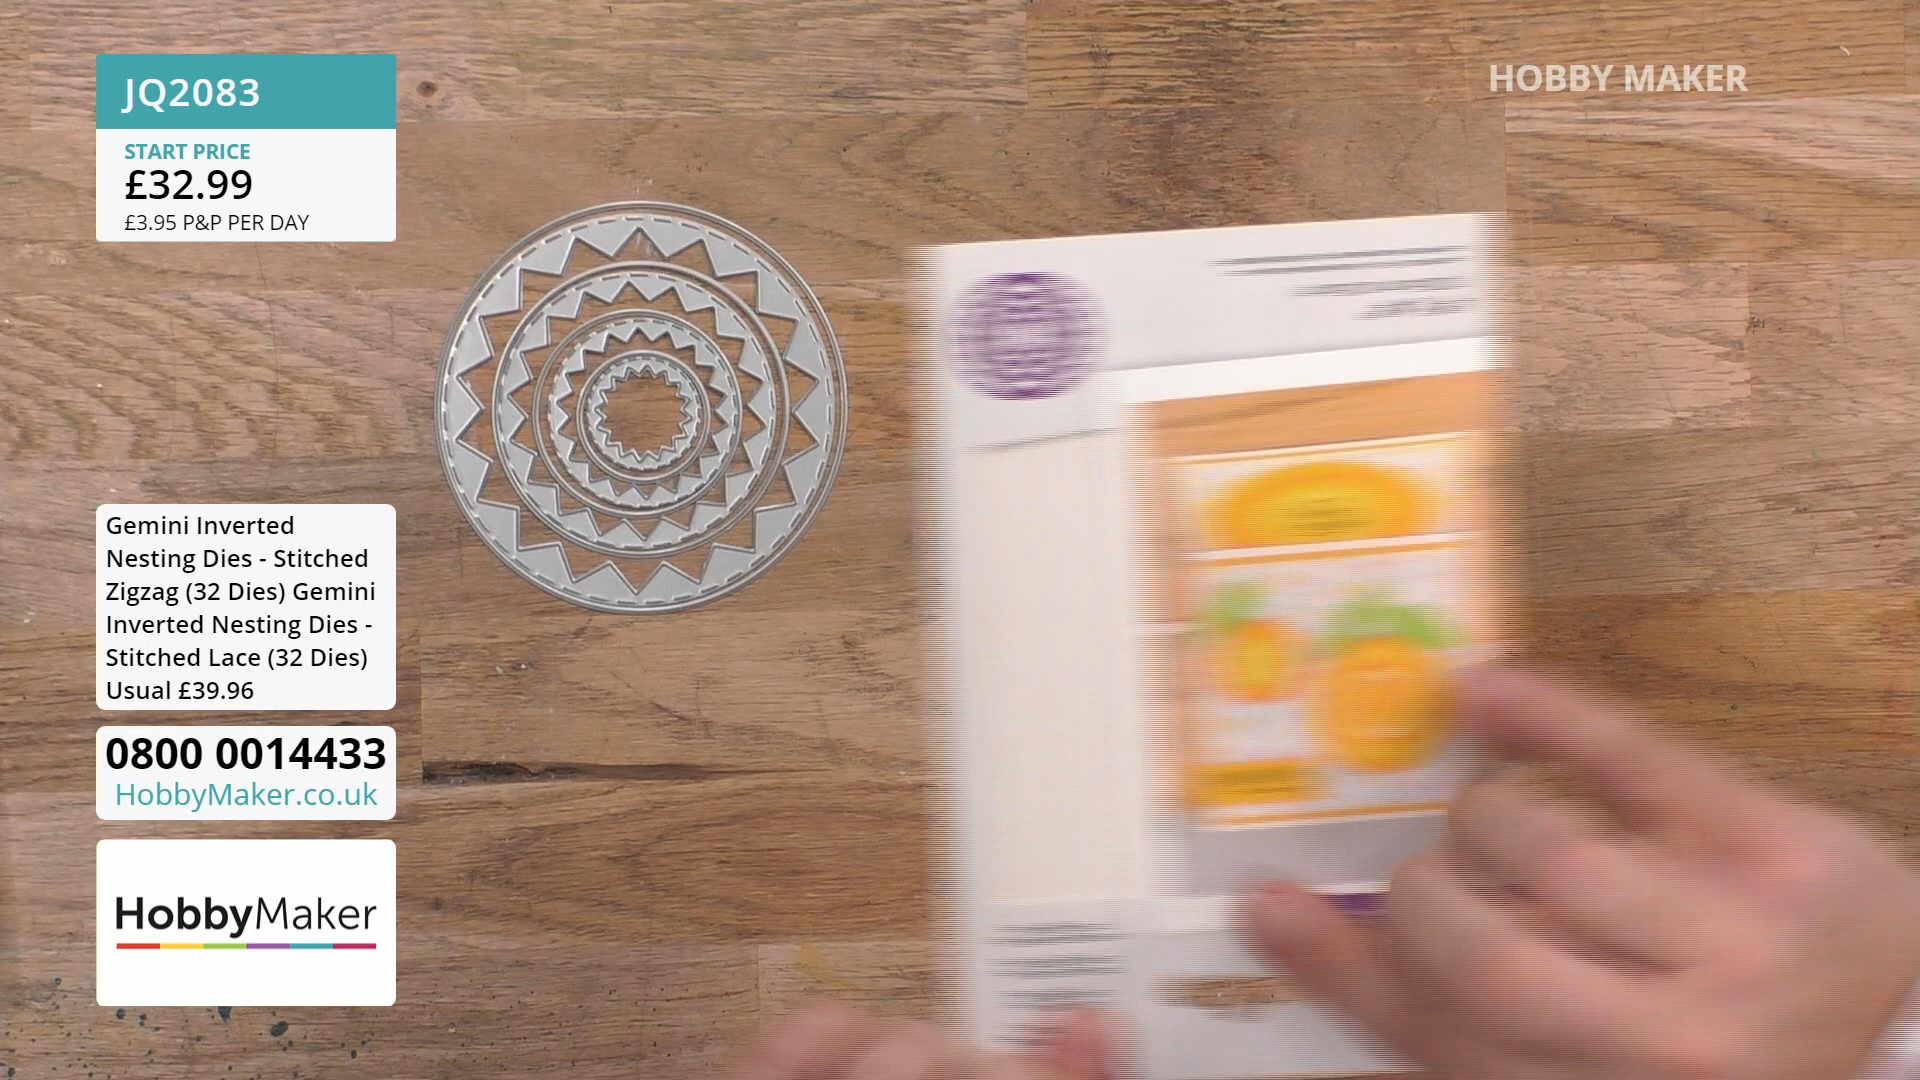 JQ2083
START PRICE
£32.99
£3.95 P&P PER DAY
HOBBY MAKER
Gemini Inverted
Nesting Dies - Stitched
Zigzag (32 Dies) Gemini
Inverted Nesting Dies -
Stitched Lace (32 Dies)
Usual £39.96
0800 0014433
HobbyMaker.co.uk
HobbyMaker